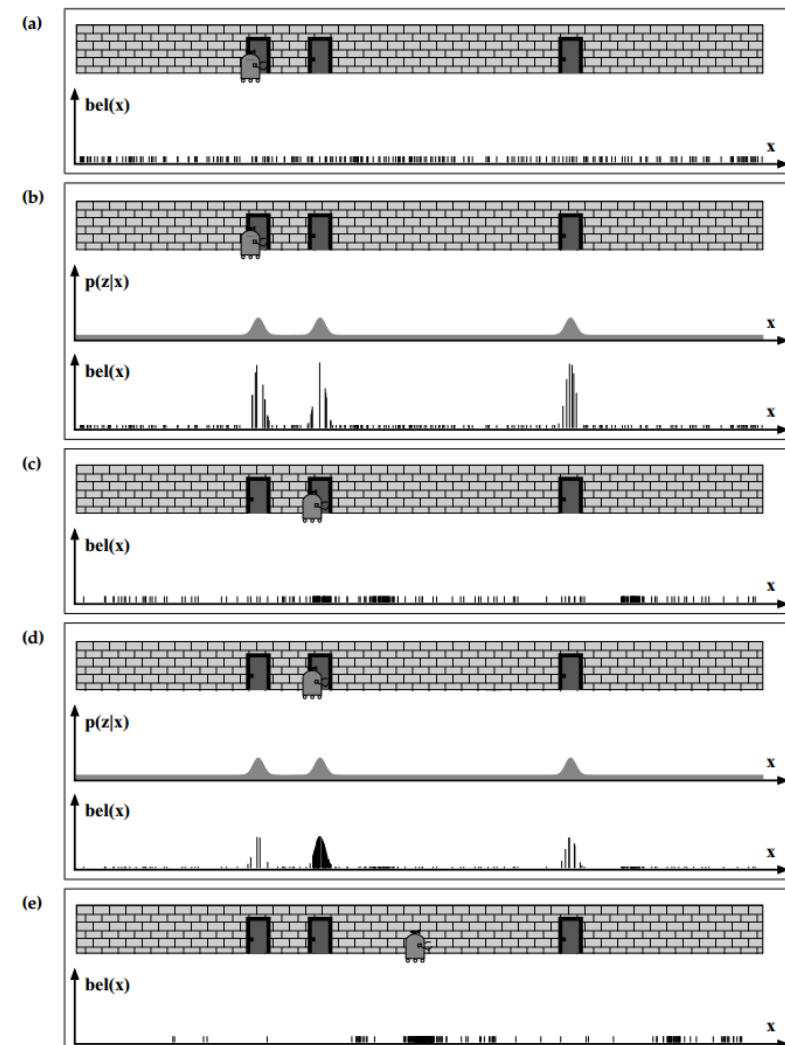 (a)
bel(x)
x
(b)
p(z|x)
x
bel(x)
x
(c)
bel(x)
x
(d)
p(z|x)
x
bel(x)
x
(e)
bel(x)
x